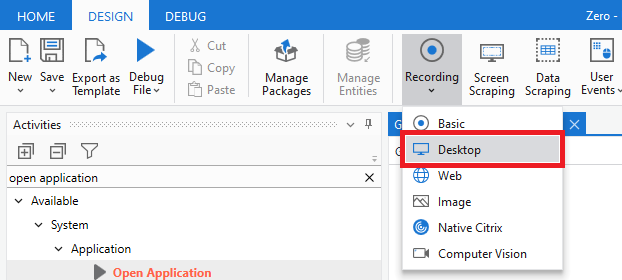 HOME DESIGN DEBUG Zero -
New Save Export as Template Debug File Cut Copy Paste Manage Packages Manage Entities Recording Screen Scraping Data Scraping User Events
Activities
open application
Available
System
Application
Open Application
G
G
Basic
Desktop
Web
Image
Native Citrix
Computer Vision